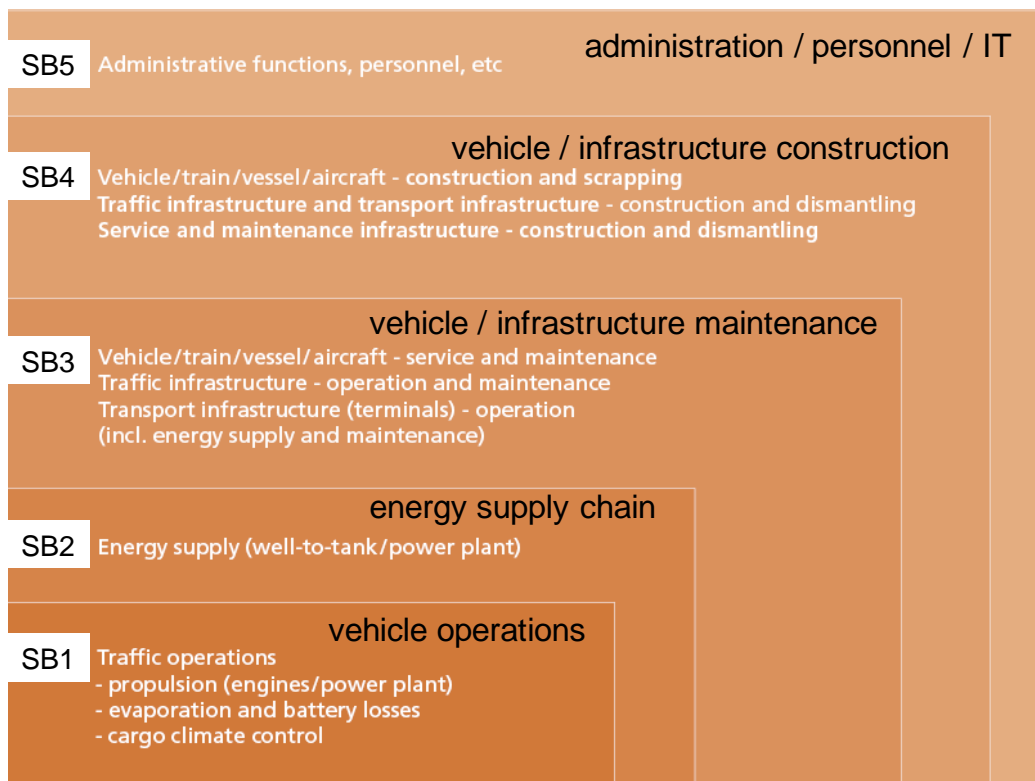 administration / personnel / IT
SB5 Administrative functions, personnel, etc
vehicle / infrastructure construction
SB4 Vehicle/train/vessel/aircraft - construction and scrapping
Traffic infrastructure and transport infrastructure - construction and dismantling
Service and maintenance infrastructure - construction and dismantling
vehicle / infrastructure maintenance
SB3 Vehicle/train/vessel/aircraft - service and maintenance
Traffic infrastructure - operation and maintenance
Transport infrastructure (terminals) - operation
(incl. energy supply and maintenance)
energy supply chain
SB2 Energy supply (well-to-tank/power plant)
vehicle operations
SB1 Traffic operations
- propulsion (engines/power plant)
- evaporation and battery losses
- cargo climate control